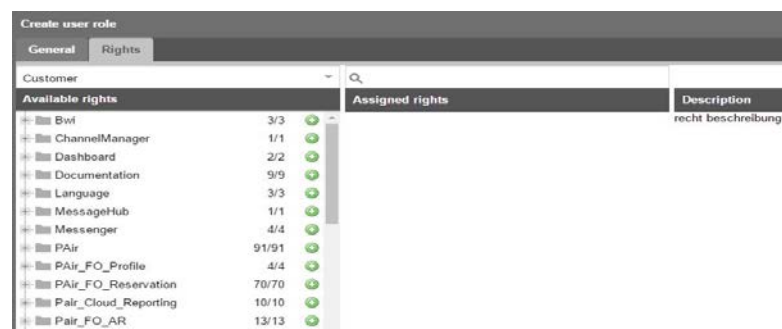 Create user role
General Rights
Customer
Available rights Assigned rights Description
Bwi 3/3 recht beschreibung
ChannelManager 1/1
Dashboard 2/2
Documentation 9/9
Language 3/3
MessageHub 1/1
Messenger 4/4
PAir 91/91
PAir_FO_Profile 4/4
PAir_FO_Reservation 70/70
Pair_Cloud_Reporting 10/10
Pair_FO_AR 13/13